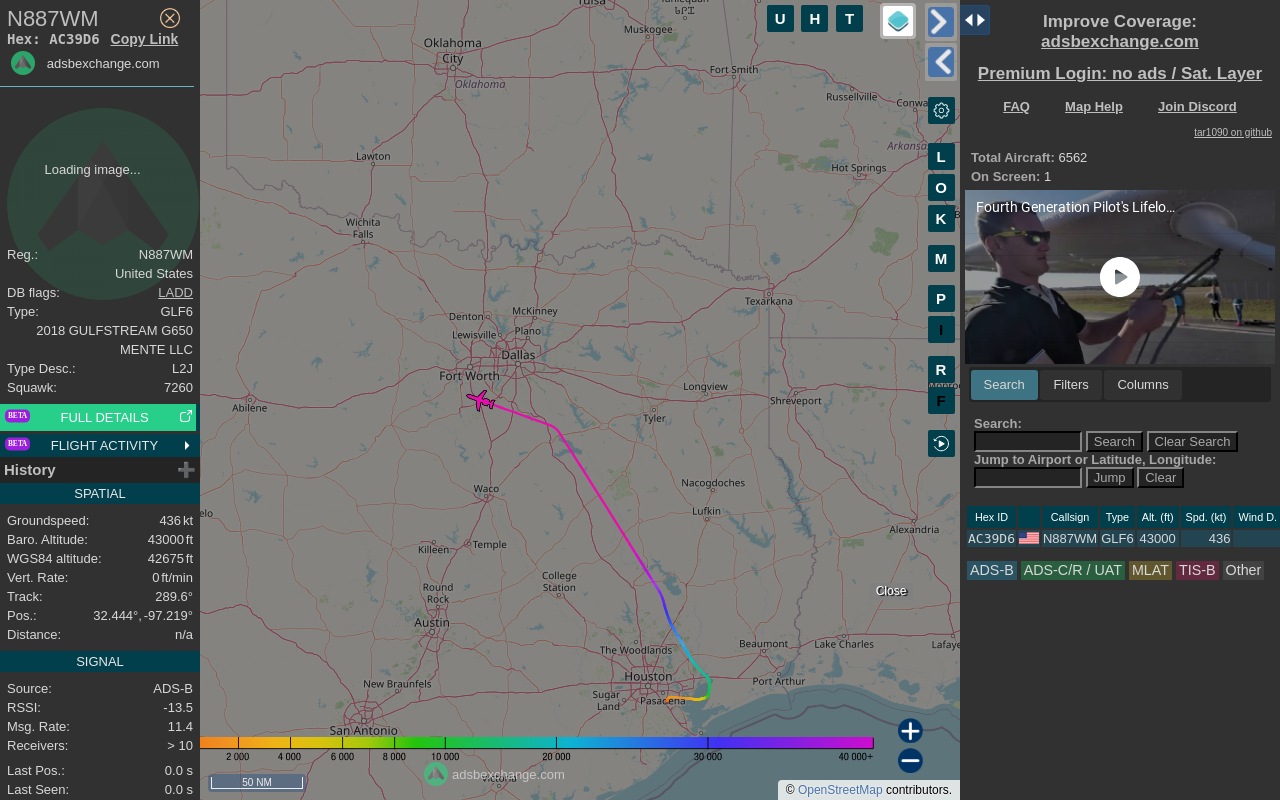 N887WM
Hex: AC39D6 Copy Link
adsbexchange.com
Loading image...
Reg.: N887WM
United States
DB flags: LADD
Type: GLF6
2018 GULFSTREAM G650
MENTE LLC
Type Desc.: L2J
Squawk: 7260
BETA FULL DETAILS
BETA FLIGHT ACTIVITY
History
SPATIAL
Groundspeed: 436 kt
Baro. Altitude: 43000 ft
WGS84 altitude: 42675 ft
Vert. Rate: 0 ft/min
Track: 289.6°
Pos.: 32.444°, -97.219°
Distance: n/a
SIGNAL
Source: ADS-B
RSSI: -13.5
Msg. Rate: 11.4
Receivers: > 10
Last Pos.: 0.0 s
Last Seen: 0.0 s
Tulsa
Muskogee
Oklahoma
City
Oklahoma
Fort Smith
Russellville
Conwa
Arkansas
Hot Springs
Lawton
Wichita
Falls
Texarkana
Denton
McKinney
Lewisville
Plano
Dallas
Fort Worth
Abilene
Longview
Shreveport
Monroe
Tyler
Waco
Nacogdoches
Lufkin
Alexandria
elo
Killeen
Temple
College
Station
Round
Rock
Austin
The Woodlands
Beaumont
Lake Charles
Lafaye
Houston
Port Arthur
New Braunfels
Sugar
Land
Pasadena
San Antonio
Victoria
U H T
L
O
K
M
P
I
R
F
Close
2 000 4 000 6 000 8 000 10 000 20 000 30 000 40 000+
adsbexchange.com
50 NM
© OpenStreetMap contributors.
Improve Coverage:
adsbexchange.com
Premium Login: no ads / Sat. Layer
FAQ Map Help Join Discord
tar1090 on github
Total Aircraft: 6562
On Screen: 1
Fourth Generation Pilot's Lifelo...
Search Filters Columns
Search:
Search Clear Search
Jump to Airport or Latitude, Longitude:
Jump Clear
Hex ID Callsign Type Alt. (ft) Spd. (kt) Wind D.
AC39D6 N887WM GLF6 43000 436
ADS-B ADS-C/R / UAT MLAT TIS-B Other